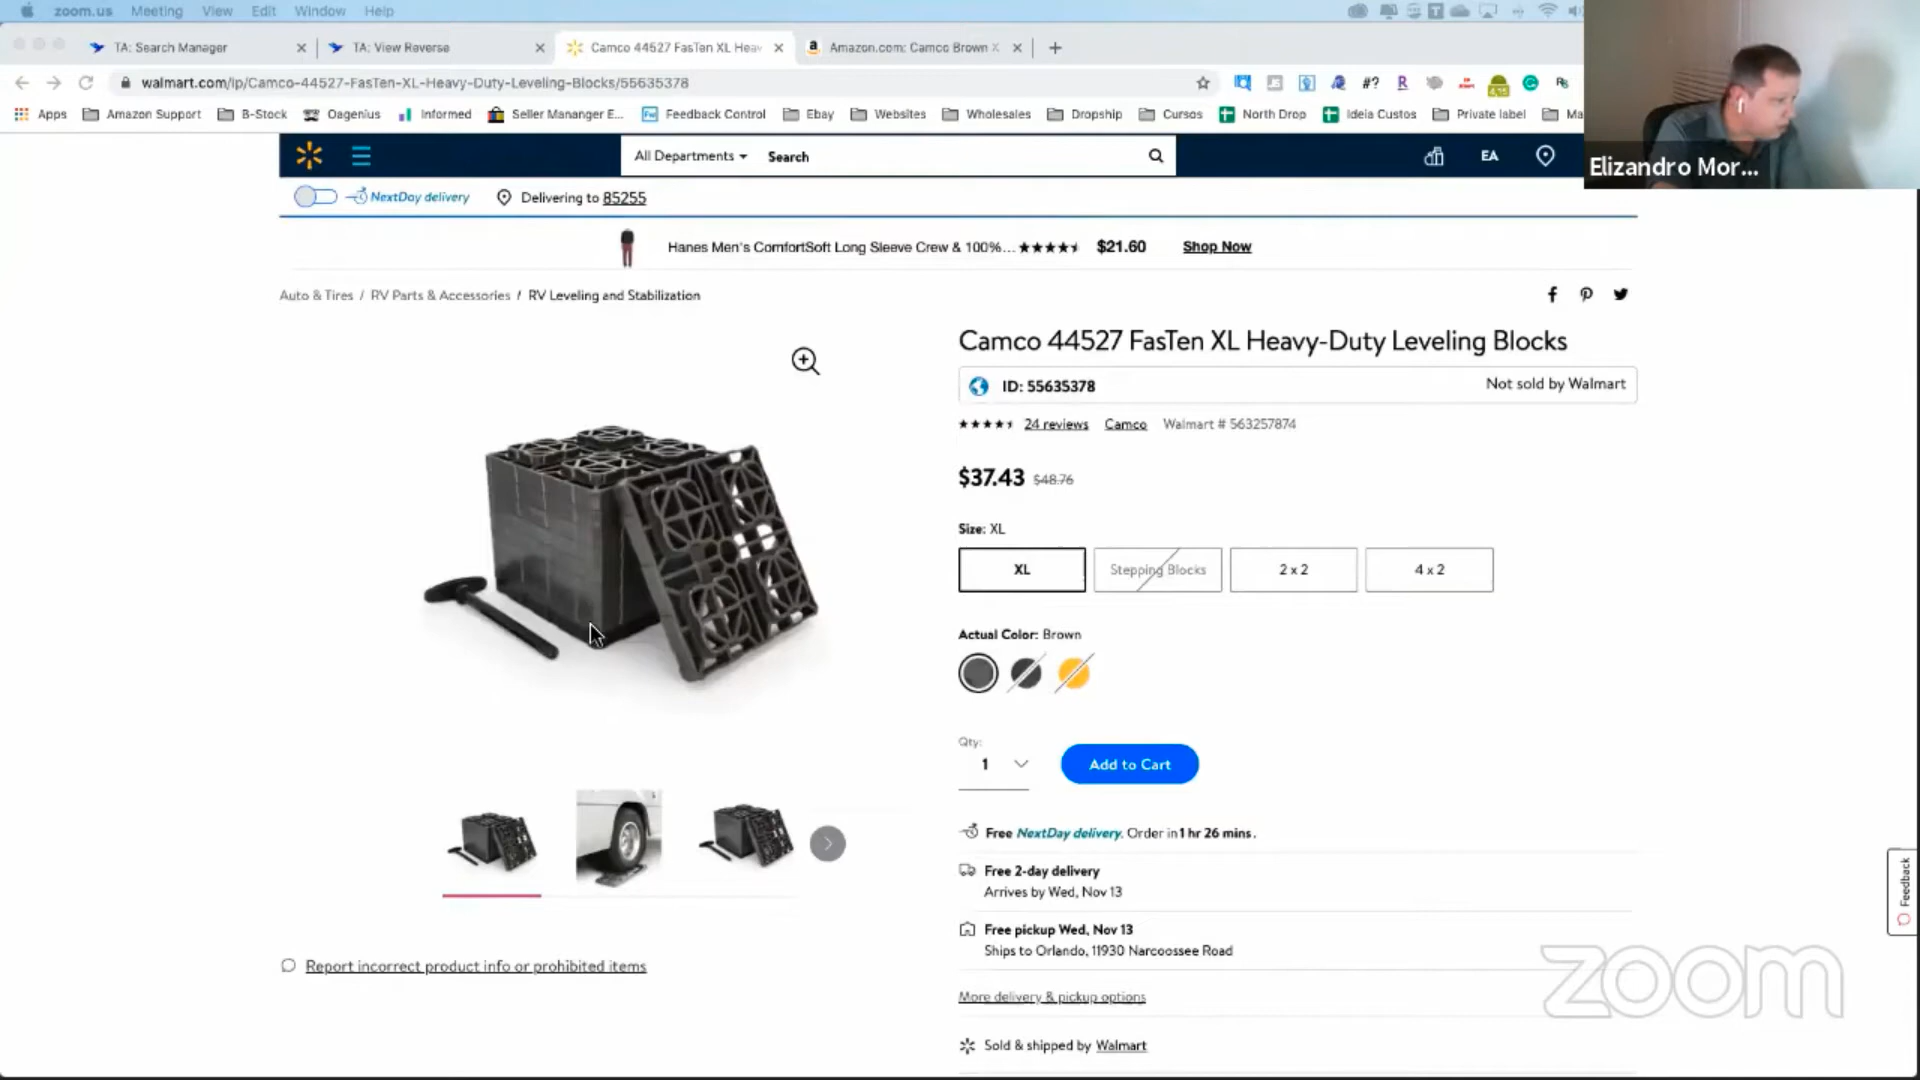 zoom.us Meeting View Edit Window Help
TA: Search Manager
TA: View Reverse
Camco 44527 FasTen XL Heav
Amazon.com: Camco Brown X
walmart.com/ip/Camco-44527-FasTen-XL-Heavy-Duty-Leveling-Blocks/55635378
Apps Amazon Support B-Stock Oagenius Informed Seller Mananger E... Feedback Control Ebay Websites Wholesales Dropship Cursos North Drop Ideia Custos Private label Ma
Elizandro Mor...
All Departments Search
EA
NextDay delivery Delivering to 85255
Hanes Men's ComfortSoft Long Sleeve Crew & 100%... $21.60 Shop Now
Auto & Tires / RV Parts & Accessories / RV Leveling and Stabilization
Camco 44527 FasTen XL Heavy-Duty Leveling Blocks
ID: 55635378 Not sold by Walmart
24 reviews Camco Walmart # 563257874
$37.43 $48.76
Size: XL
XL Stepping Blocks 2 x 2 4 x 2
Actual Color: Brown
Qty:
1 Add to Cart
Free NextDay delivery. Order in 1 hr 26 mins.
Free 2-day delivery
Arrives by Wed, Nov 13
Free pickup Wed, Nov 13
Ships to Orlando, 11930 Narcoossee Road
Report incorrect product info or prohibited items
More delivery & pickup options
Sold & shipped by Walmart
Feedback
zoom